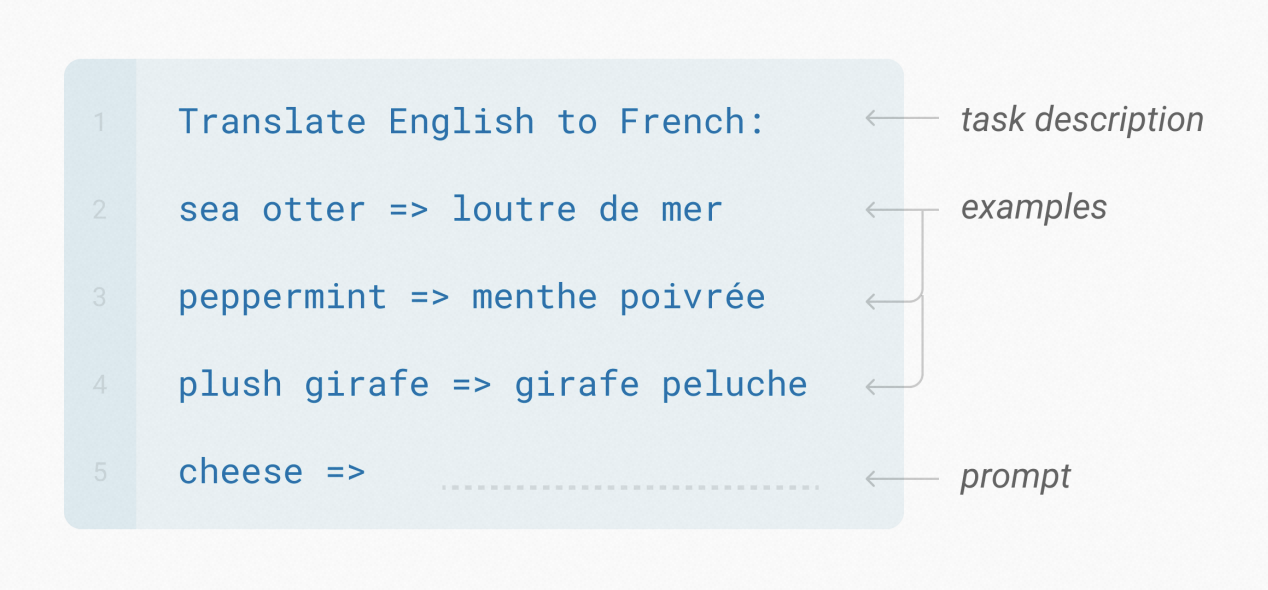 1 Translate English to French: task description
2 sea otter => loutre de mer examples
3 peppermint => menthe poivrée
4 plush girafe => girafe peluche
5 cheese => prompt